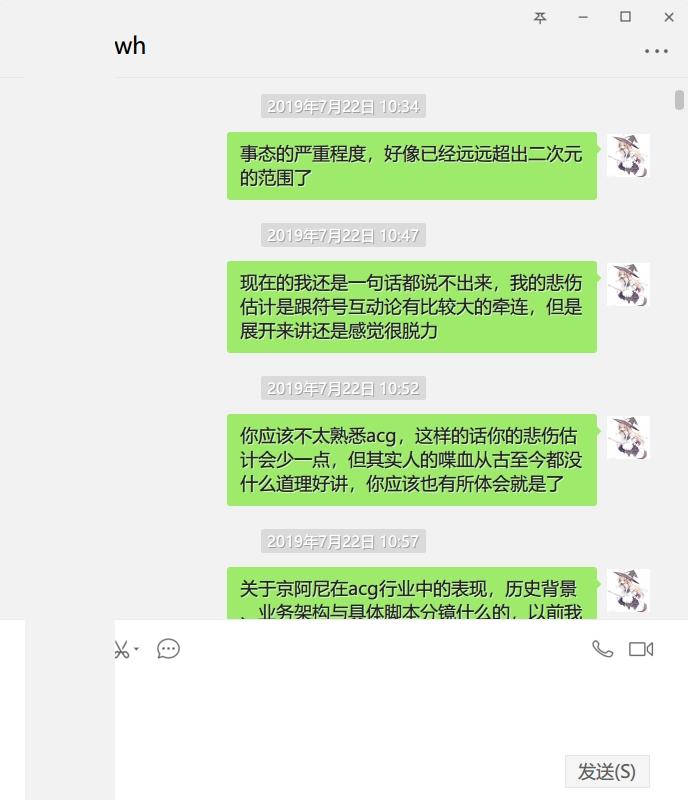 wh
2019年7月22日 10:34
事态的严重程度，好像已经远远超出二次元
的范围了
2019年7月22日 10:47
现在的我还是一句话都说不出来，我的悲伤
估计是跟符号互动论有比较大的牵连，但是
展开来讲还是感觉很脱力
2019年7月22日 10:52
你应该不太熟悉acg，这样的话你的悲伤估
计会少一点，但其实人的喋血从古至今都没
什么道理好讲，你应该也有所体会就是了
2019年7月22日 10:57
关于京阿尼在acg行业中的表现，历史背景
、业务架构与具体脚本分镜什么的，以前我
发送(S)